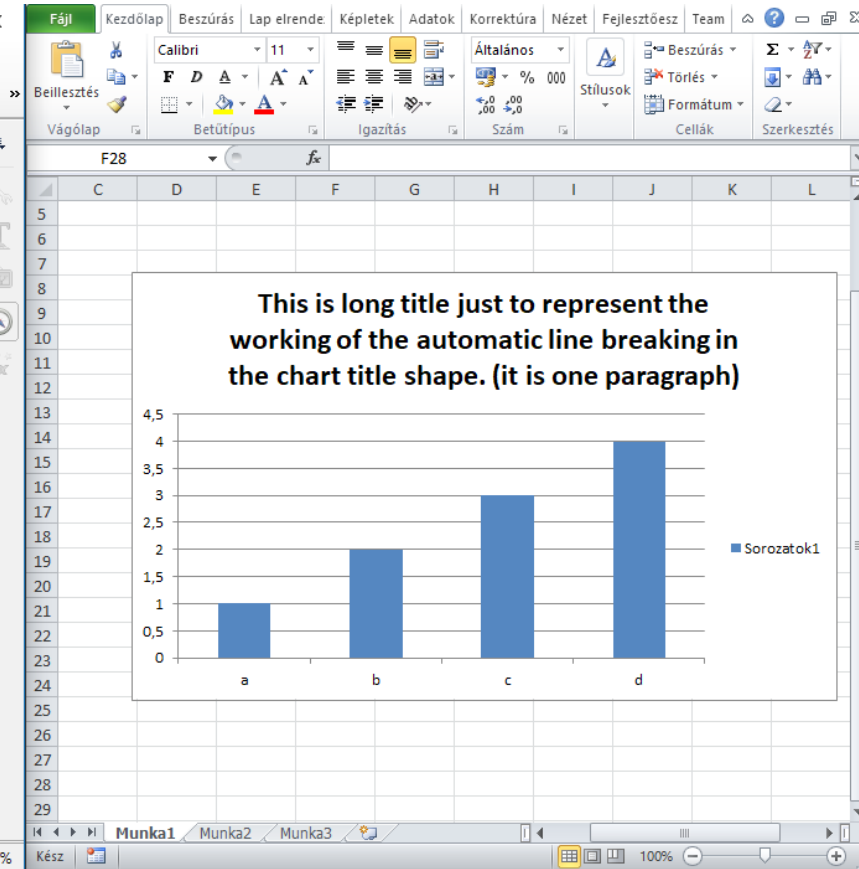 Fájl Kezdőlap Beszúrás Lap elrende: Képletek Adatok Korrektúra Nézet Fejlesztőesz Team
Calibri 11 Általános
Beillesztés F D A A A % 000 Stílusok Beszúrás Σ
Törlés
Formátum
Vágólap Betűtípus Igazítás Szám Cellák Szerkesztés
F28 fx
C D E F G H I J K L
5
6
7
8
9
10
11
12
13
14
15
16
17
18
19
20
21
22
23
24
25
26
27
28
29
This is long title just to represent the
working of the automatic line breaking in
the chart title shape. (it is one paragraph)
4,5
4
3,5
3
2,5
2
1,5
1
0,5
0
a b c d
Sorozatok1
Munka1 Munka2 Munka3
% Kész 100%